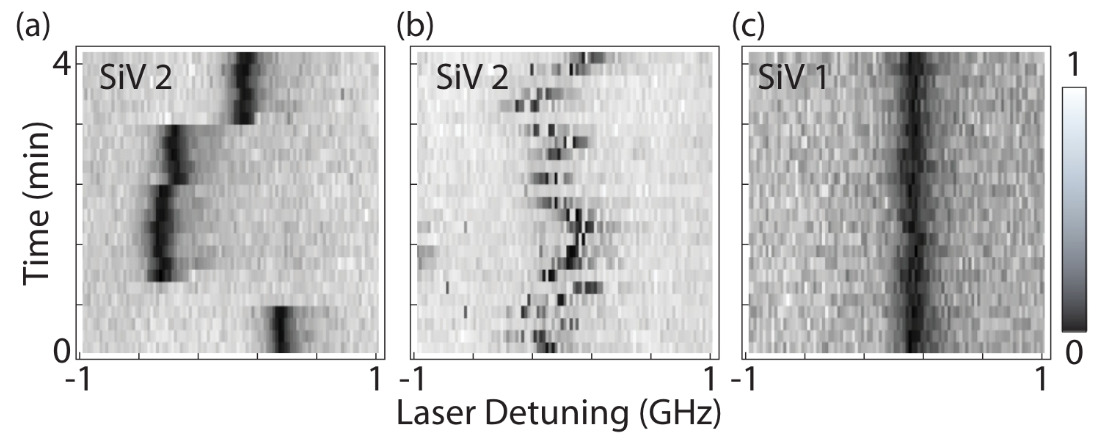 (a) (b) (c)
4 SiV 2 SiV 2 SiV 1 1
Time (min)
0 0
-1 1 -1 1 -1 1
Laser Detuning (GHz)